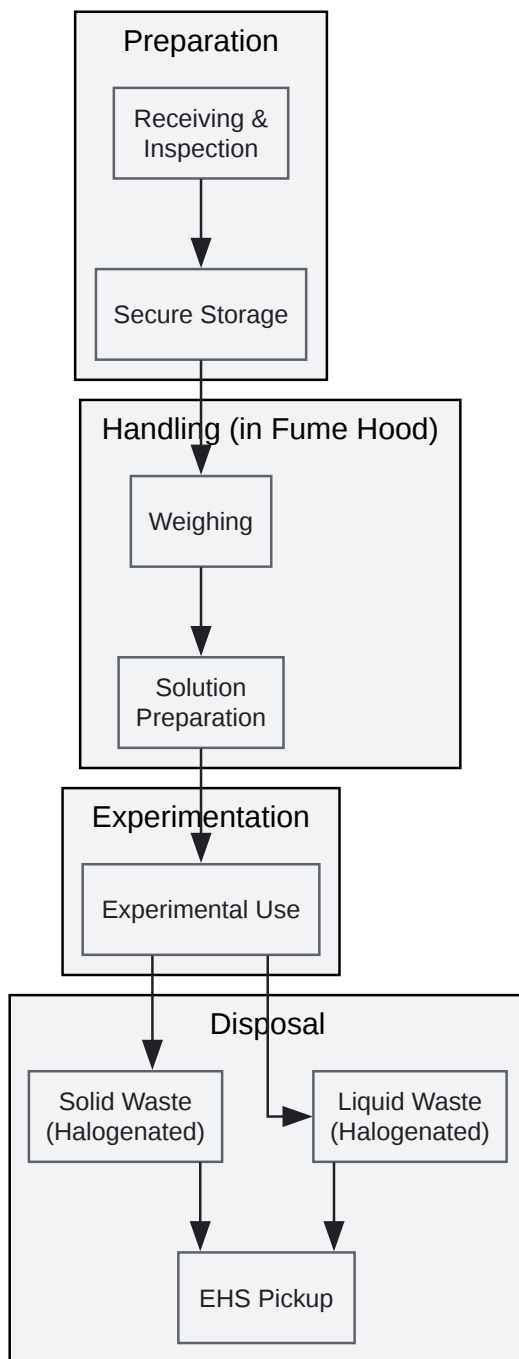 Preparation
Receiving &
Inspection
Secure Storage
Handling (in Fume Hood)
Weighing
Solution
Preparation
Experimentation
Experimental Use
Disposal
Solid Waste
(Halogenated)
Liquid Waste
(Halogenated)
EHS Pickup